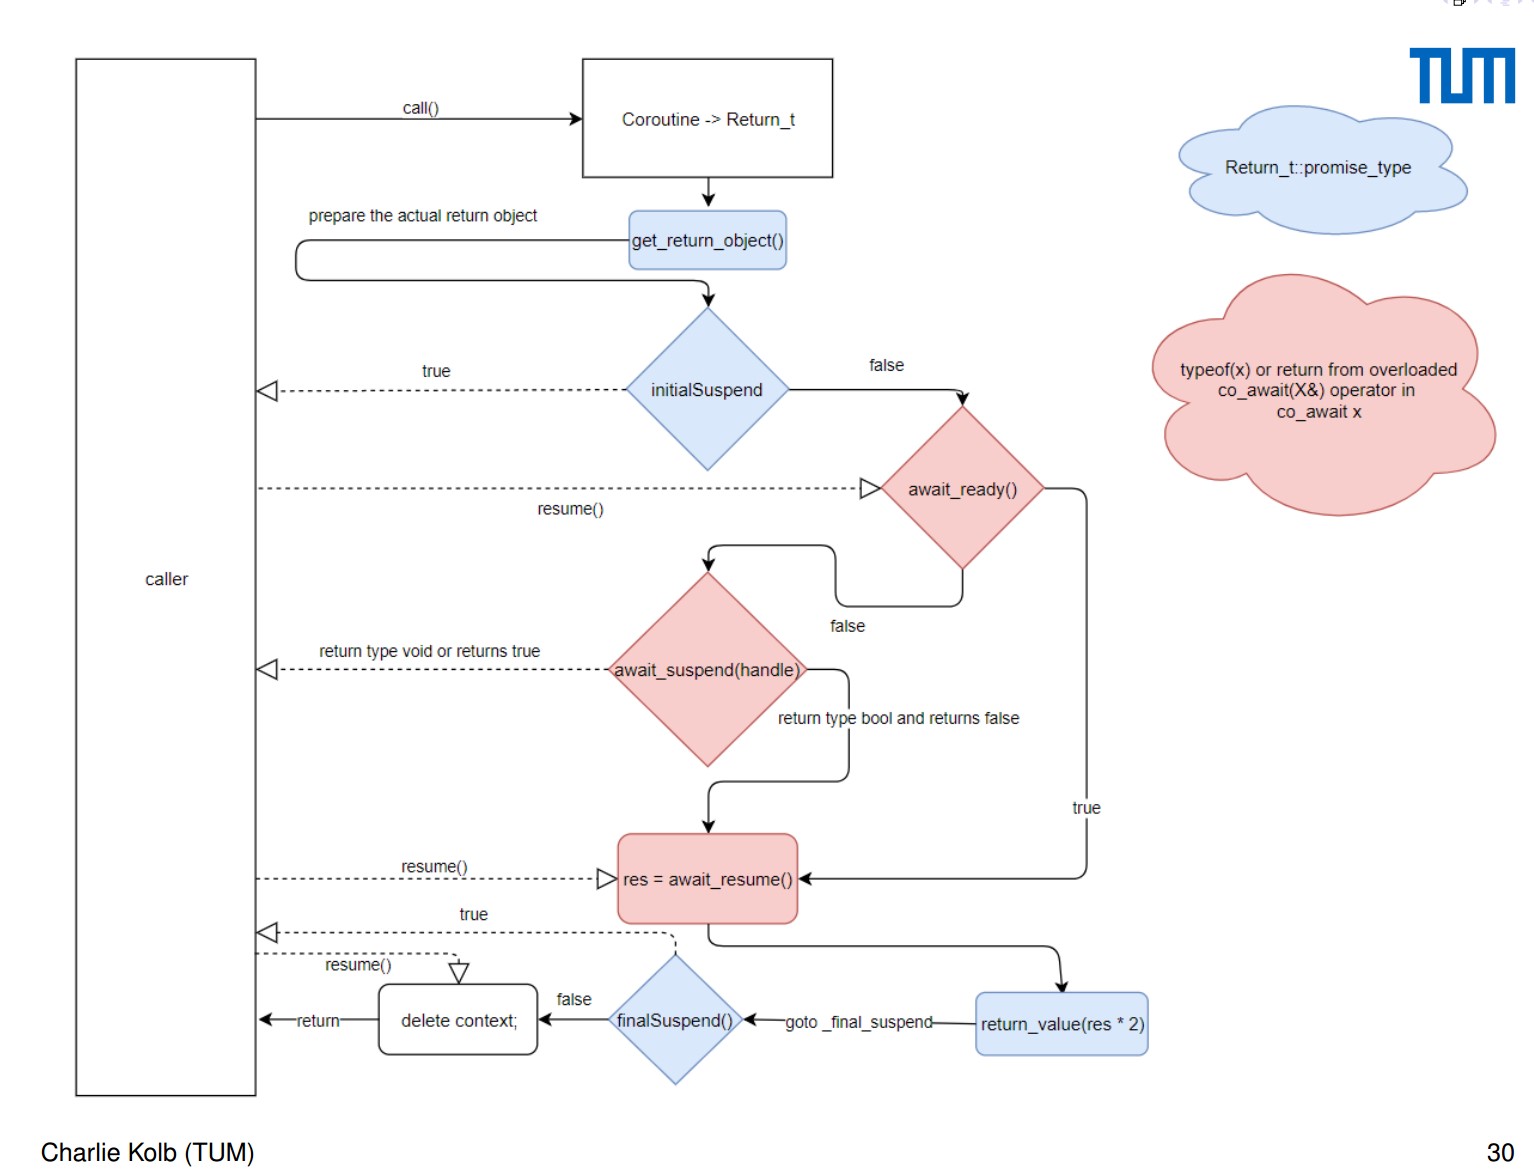 TUM
call()
Coroutine -> Return_t
Return_t::promise_type
prepare the actual return object
get_return_object()
true
initialSuspend
false
typeof(x) or return from overloaded
co_await(X&) operator in
co_await x
resume()
await_ready()
caller
false
return type void or returns true
await_suspend(handle)
return type bool and returns false
true
resume()
res = await_resume()
true
resume()
return
delete context;
false
finalSuspend()
goto _final_suspend
return_value(res * 2)
Charlie Kolb (TUM)
30